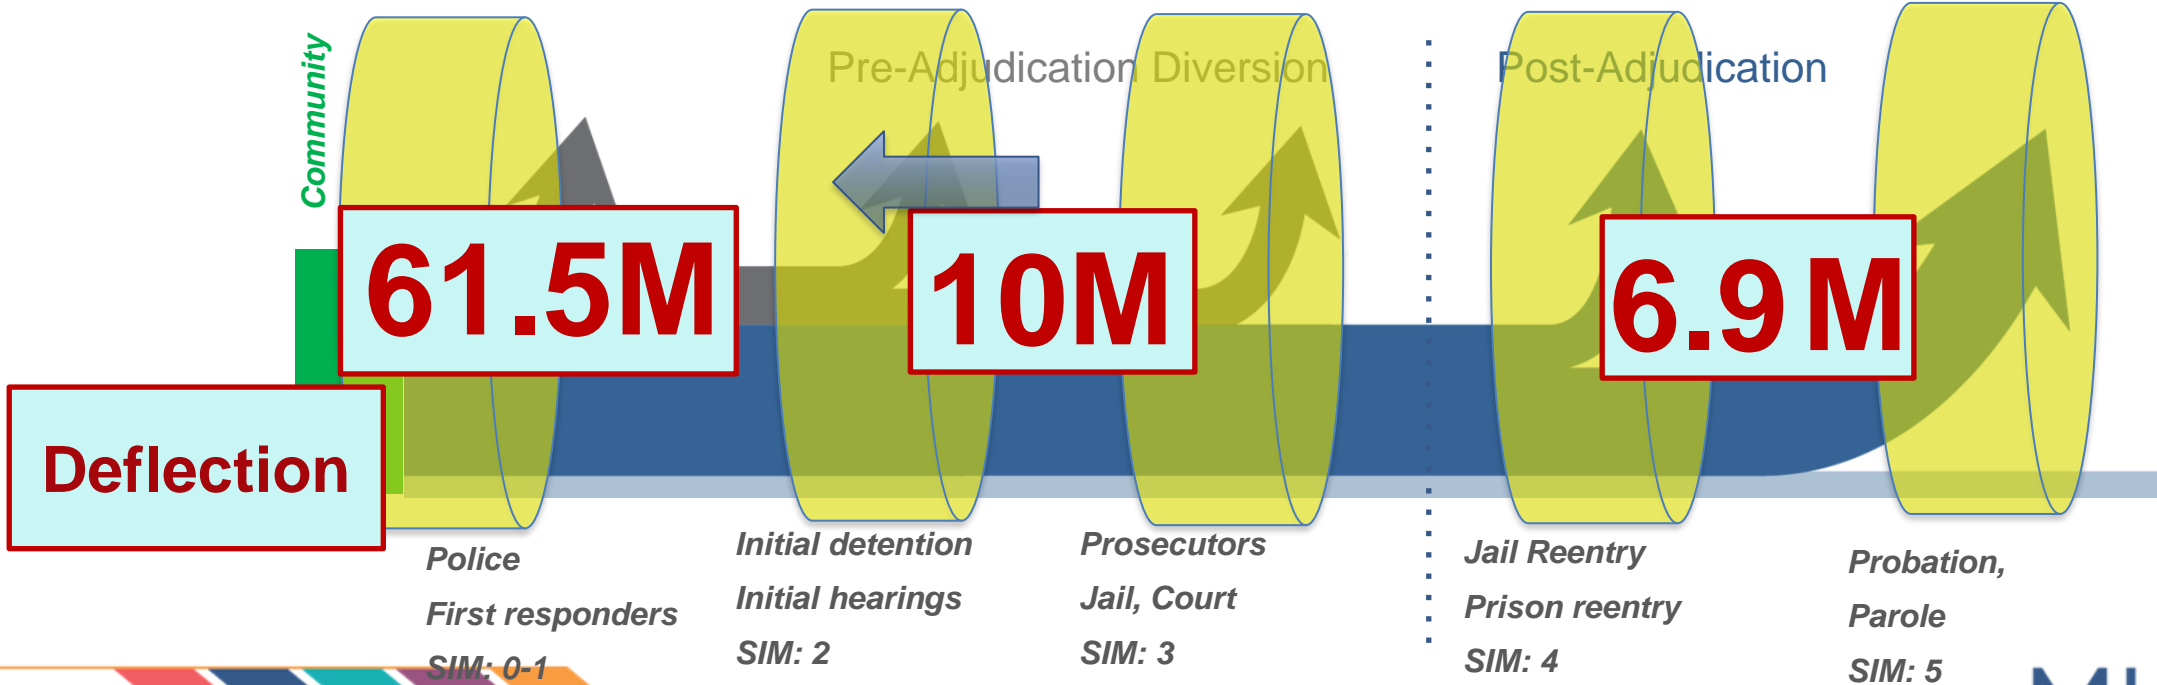 Community
Pre-Adjudication Diversion
Post-Adjudication
61.5M
10M
6.9 M
Deflection
Police
First responders
SIM: 0-1
Initial detention
Initial hearings
SIM: 2
Prosecutors
Jail, Court
SIM: 3
Jail Reentry
Prison reentry
SIM: 4
Probation,
Parole
SIM: 5